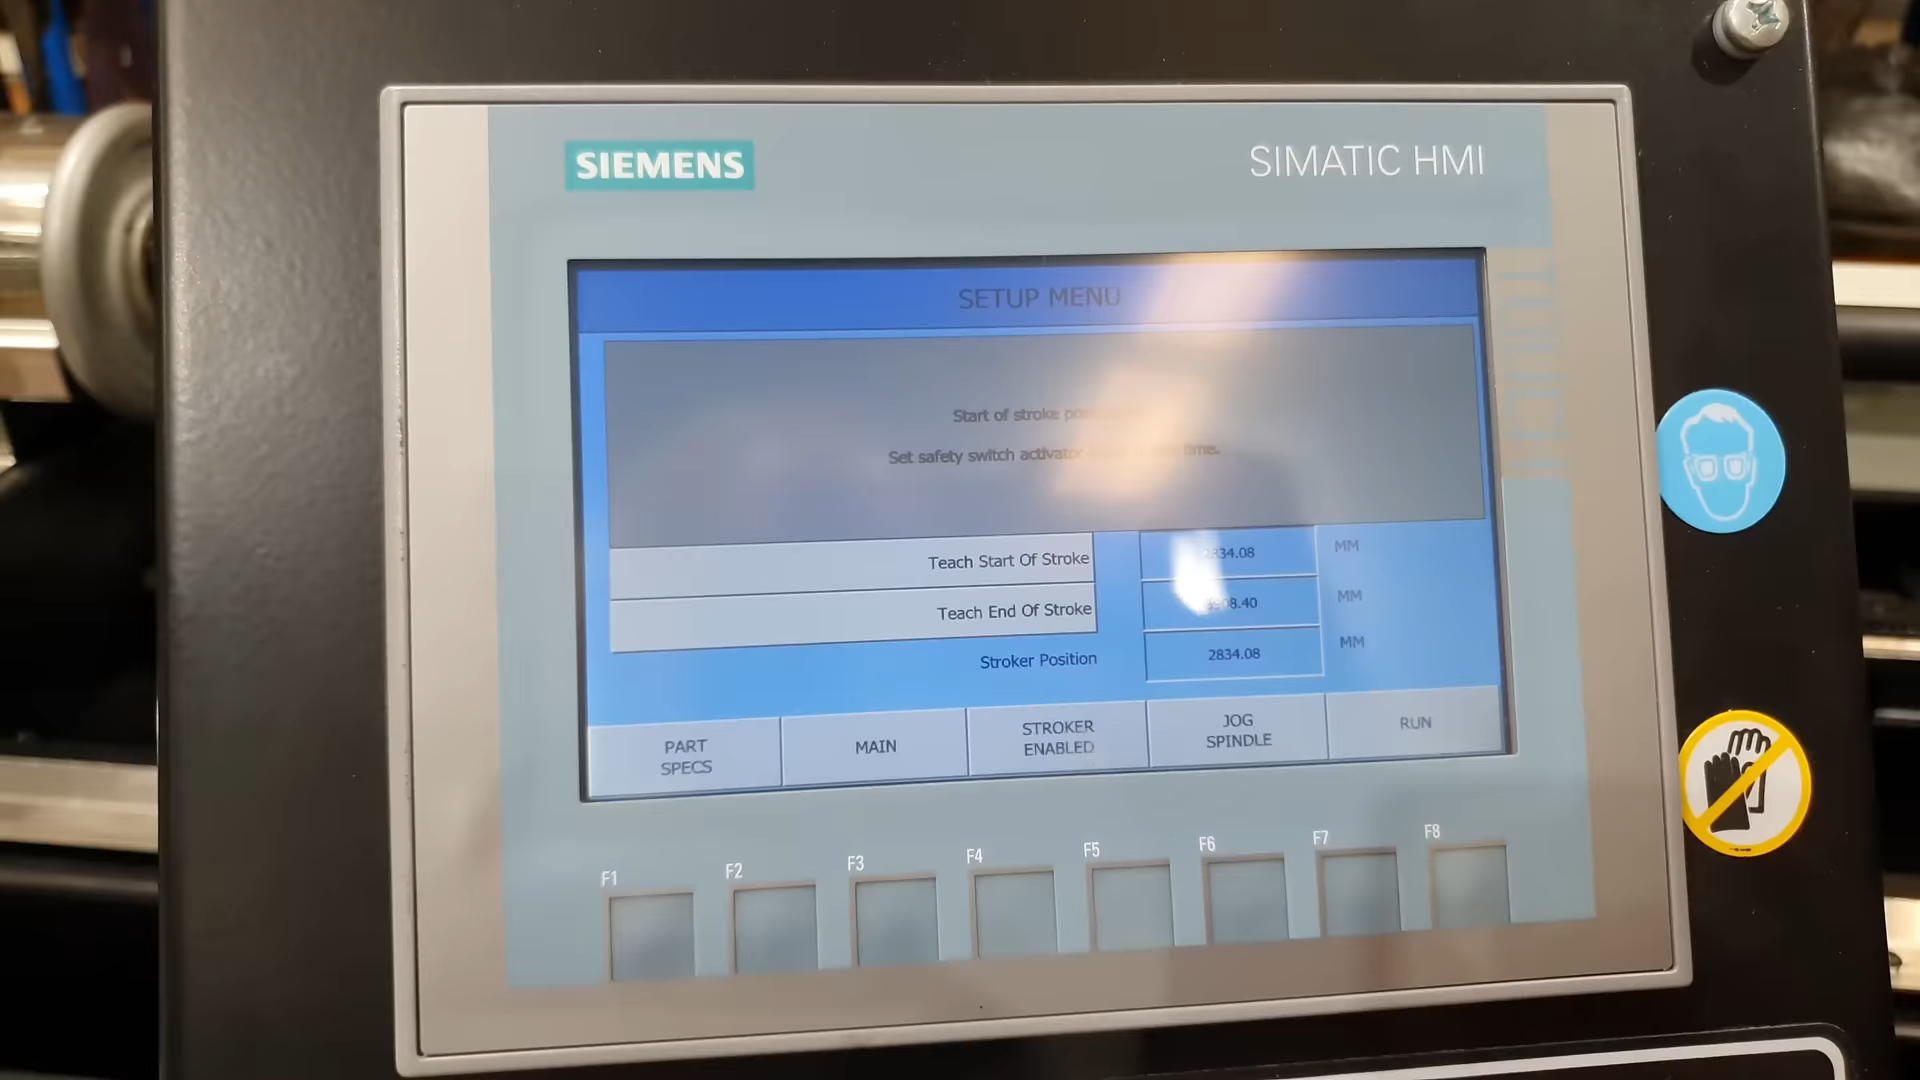 SIEMENS
SIMATIC HMI
TOUCH
SETUP MENU
Start of stroke
Set safety switch activator time.
Teach Start Of Stroke 2834.08 MM
Teach End Of Stroke MM
Stroker Position 2834.08 MM
PART SPECS
MAIN
STROKER ENABLED
JOG SPINDLE
RUN
F1 F2 F3 F4 F5 F6 F7 F8